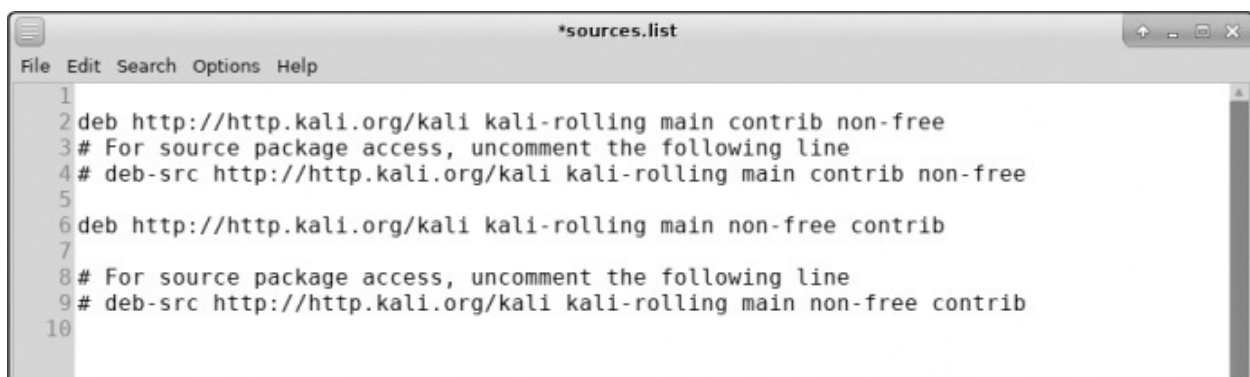 *sources.list
File Edit Search Options Help
1
2 deb http://http.kali.org/kali kali-rolling main contrib non-free
3 # For source package access, uncomment the following line
4 # deb-src http://http.kali.org/kali kali-rolling main contrib non-free
5
6 deb http://http.kali.org/kali kali-rolling main non-free contrib
7
8 # For source package access, uncomment the following line
9 # deb-src http://http.kali.org/kali kali-rolling main non-free contrib
10